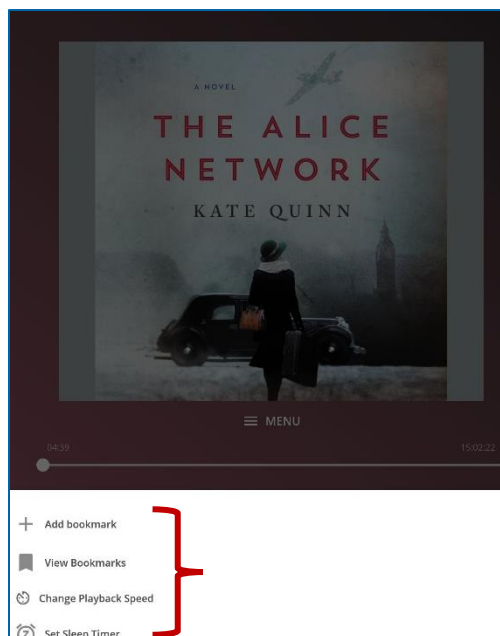 A NOVEL
THE ALICE
NETWORK
KATE QUINN
MENU
04:39 15:02:22
Add bookmark
View Bookmarks
Change Playback Speed
Set Sleep Timer